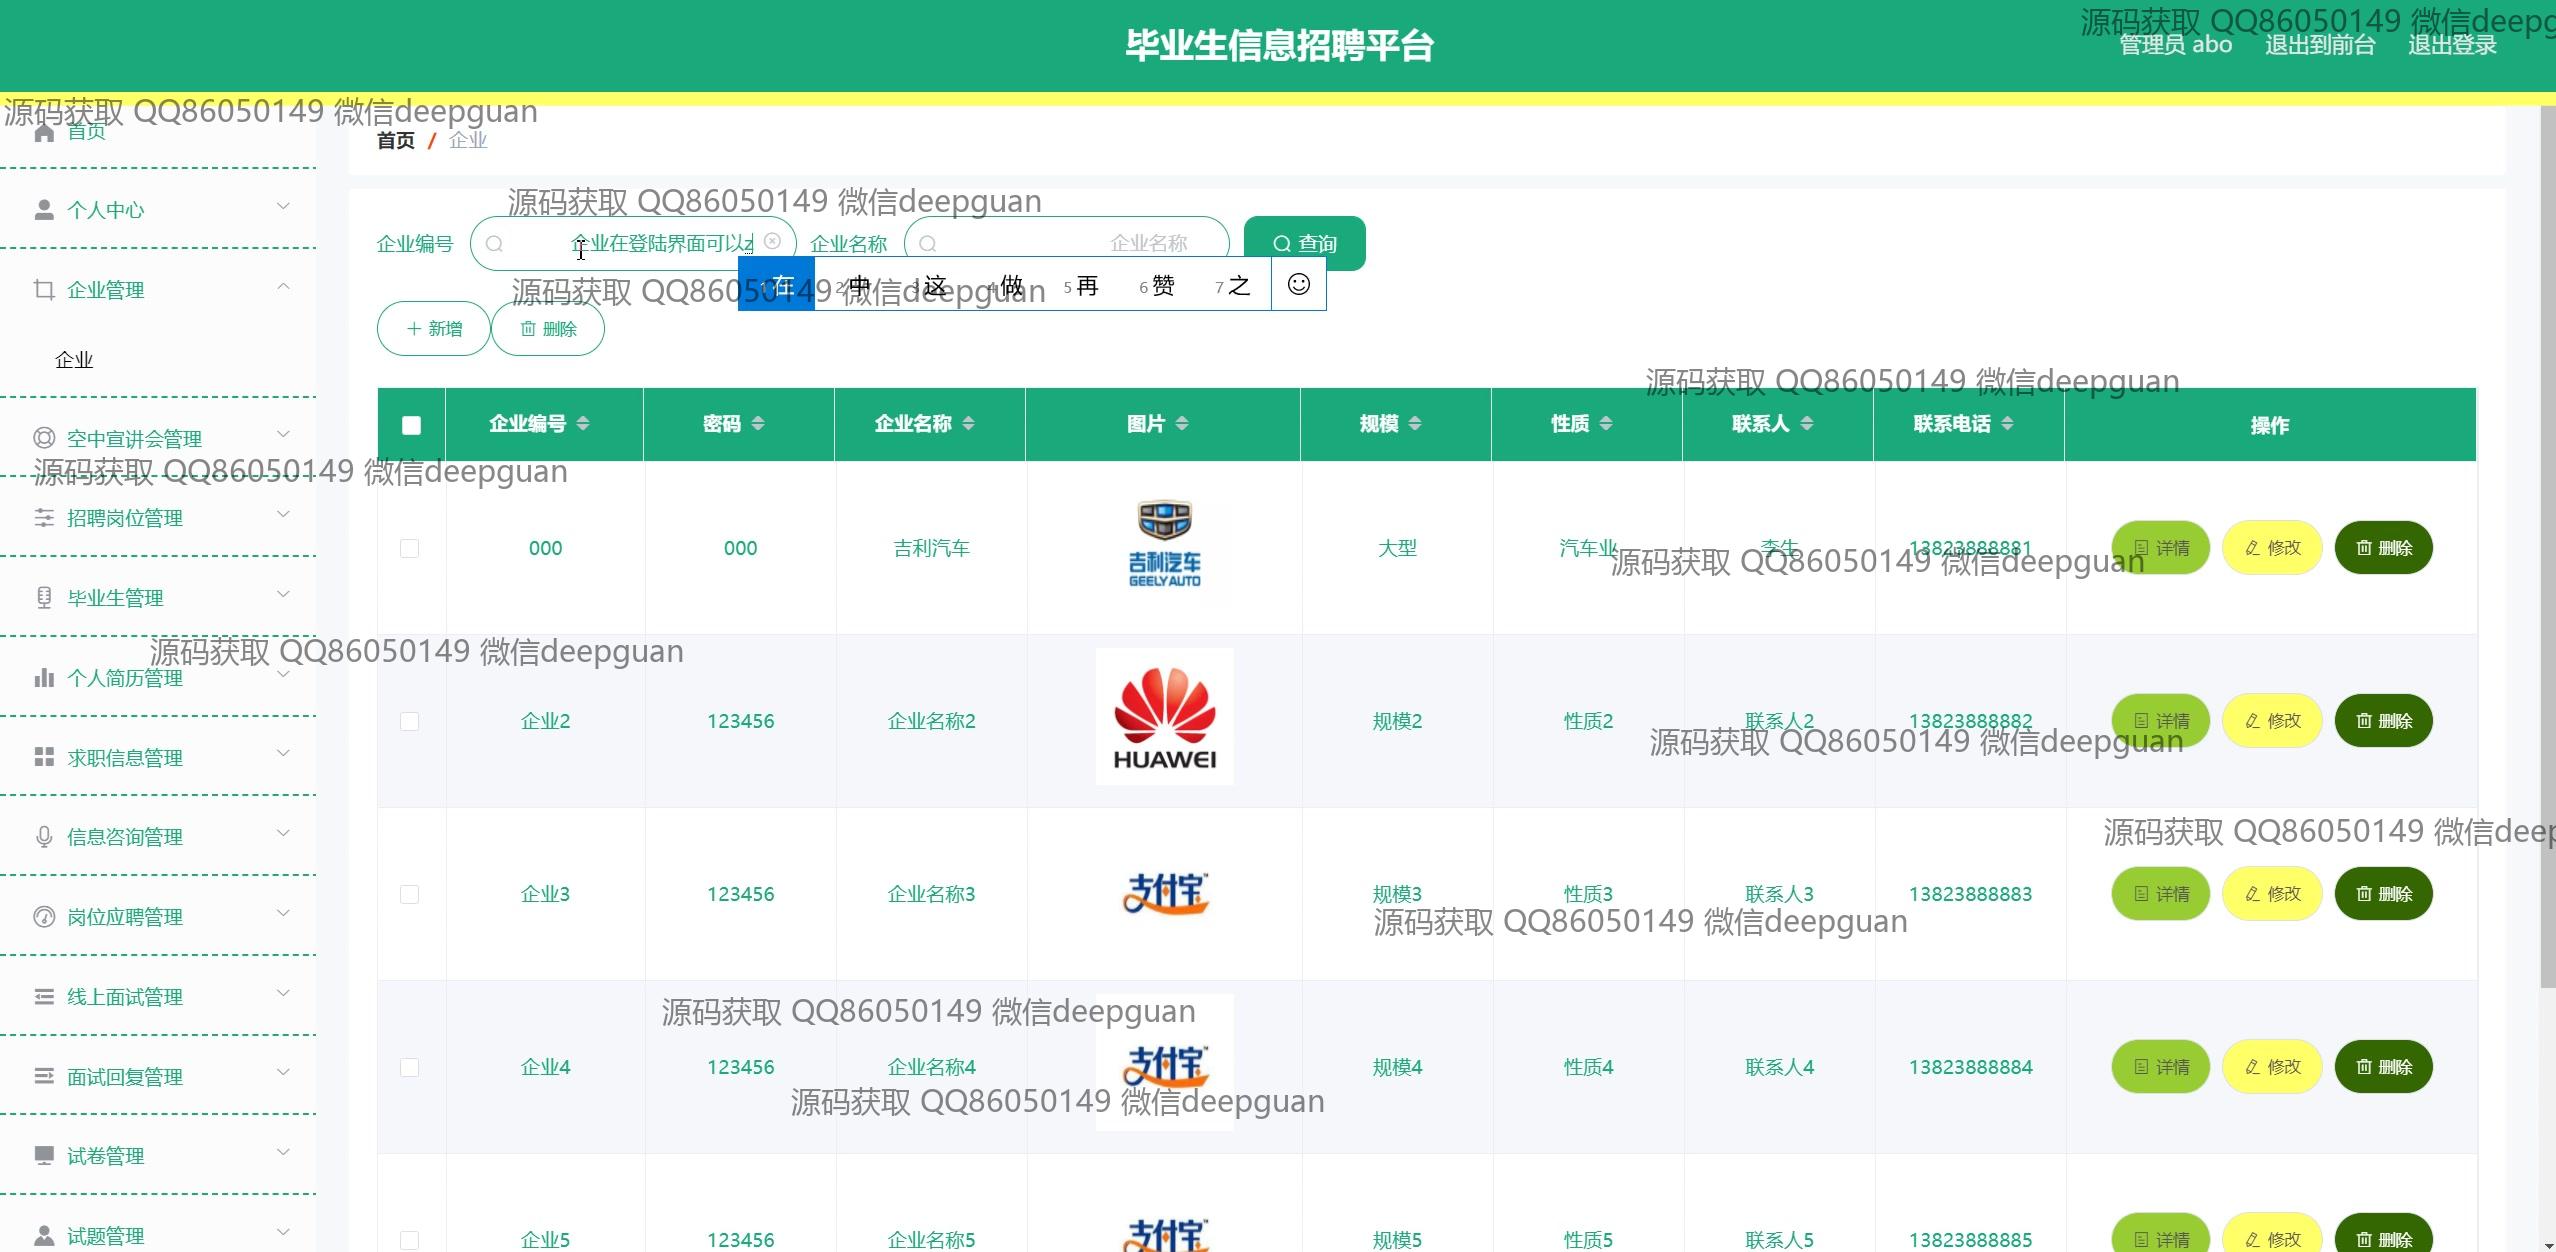 毕业生信息招聘平台
源码获取 QQ86050149 微信deepg
管理员 abo 退出到前台 退出登录
源码获取 QQ86050149 微信deepguan
首页
首页 / 企业
个人中心
源码获取 QQ86050149 微信deepguan
企业编号 企业在登陆界面可以z 企业名称 企业名称 查询
企业管理
源码获取 QQ86050149 微信deepguan
1 在 2 中 3 这 4 做 5 再 6 赞 7 之
新增 删除
企业
源码获取 QQ86050149 微信deepguan
企业编号 密码 企业名称 图片 规模 性质 联系人 联系电话 操作
空中宣讲会管理
源码获取 QQ86050149 微信deepguan
招聘岗位管理
000 000 吉利汽车 吉利汽车 GEELY AUTO 大型 汽车业 李生 13823888881 详情 修改 删除
源码获取 QQ86050149 微信deepguan
毕业生管理
源码获取 QQ86050149 微信deepguan
个人简历管理
企业2 123456 企业名称2 HUAWEI 规模2 性质2 联系人2 13823888882 详情 修改 删除
源码获取 QQ86050149 微信deepguan
求职信息管理
信息咨询管理
源码获取 QQ86050149 微信deep
企业3 123456 企业名称3 支付宝 规模3 性质3 联系人3 13823888883 详情 修改 删除
岗位应聘管理
源码获取 QQ86050149 微信deepguan
线上面试管理
源码获取 QQ86050149 微信deepguan
企业4 123456 企业名称4 支付宝 规模4 性质4 联系人4 13823888884 详情 修改 删除
面试回复管理
源码获取 QQ86050149 微信deepguan
试卷管理
试题管理
企业5 123456 企业名称5 支付宝 规模5 性质5 联系人5 13823888885 详情 修改 删除